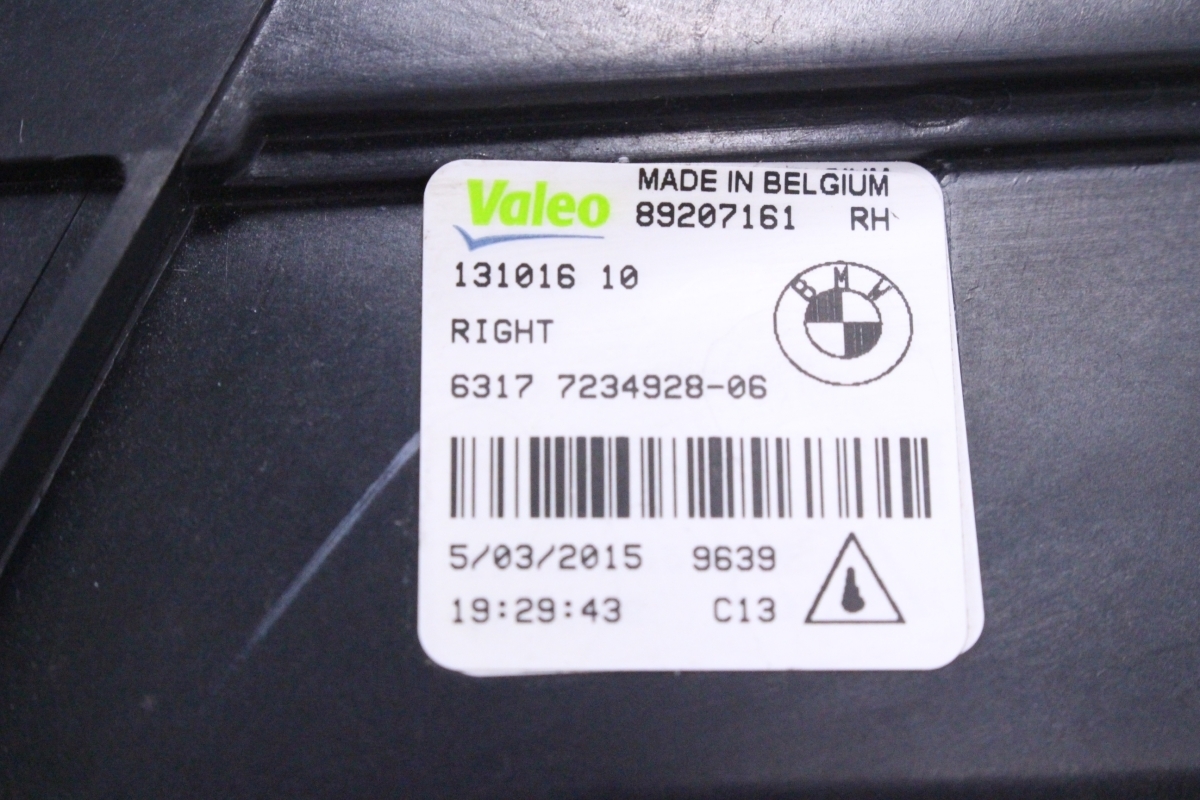 Valeo
MADE IN BELGIUM
89207161 RH
131016 10
BMW
RIGHT
6317 7234928-06
5/03/2015 9639
19:29:43 C13